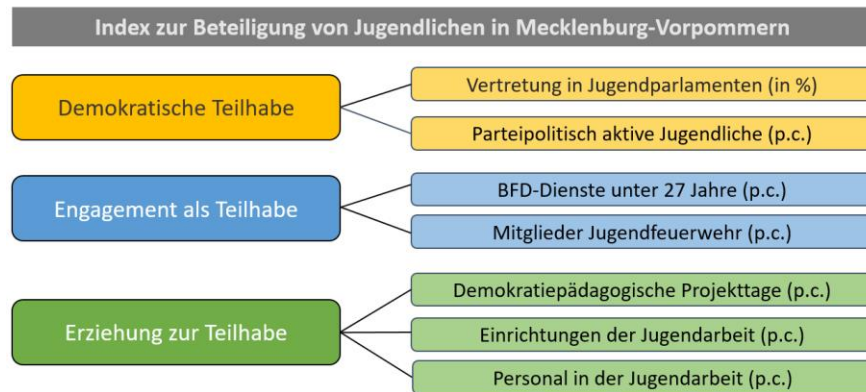 Index zur Beteiligung von Jugendlichen in Mecklenburg-Vorpommern
Demokratische Teilhabe
Vertretung in Jugendparlamenten (in %)
Parteipolitisch aktive Jugendliche (p.c.)
Engagement als Teilhabe
BFD-Dienste unter 27 Jahre (p.c.)
Mitglieder Jugendfeuerwehr (p.c.)
Erziehung zur Teilhabe
Demokratiepädagogische Projekttage (p.c.)
Einrichtungen der Jugendarbeit (p.c.)
Personal in der Jugendarbeit (p.c.)